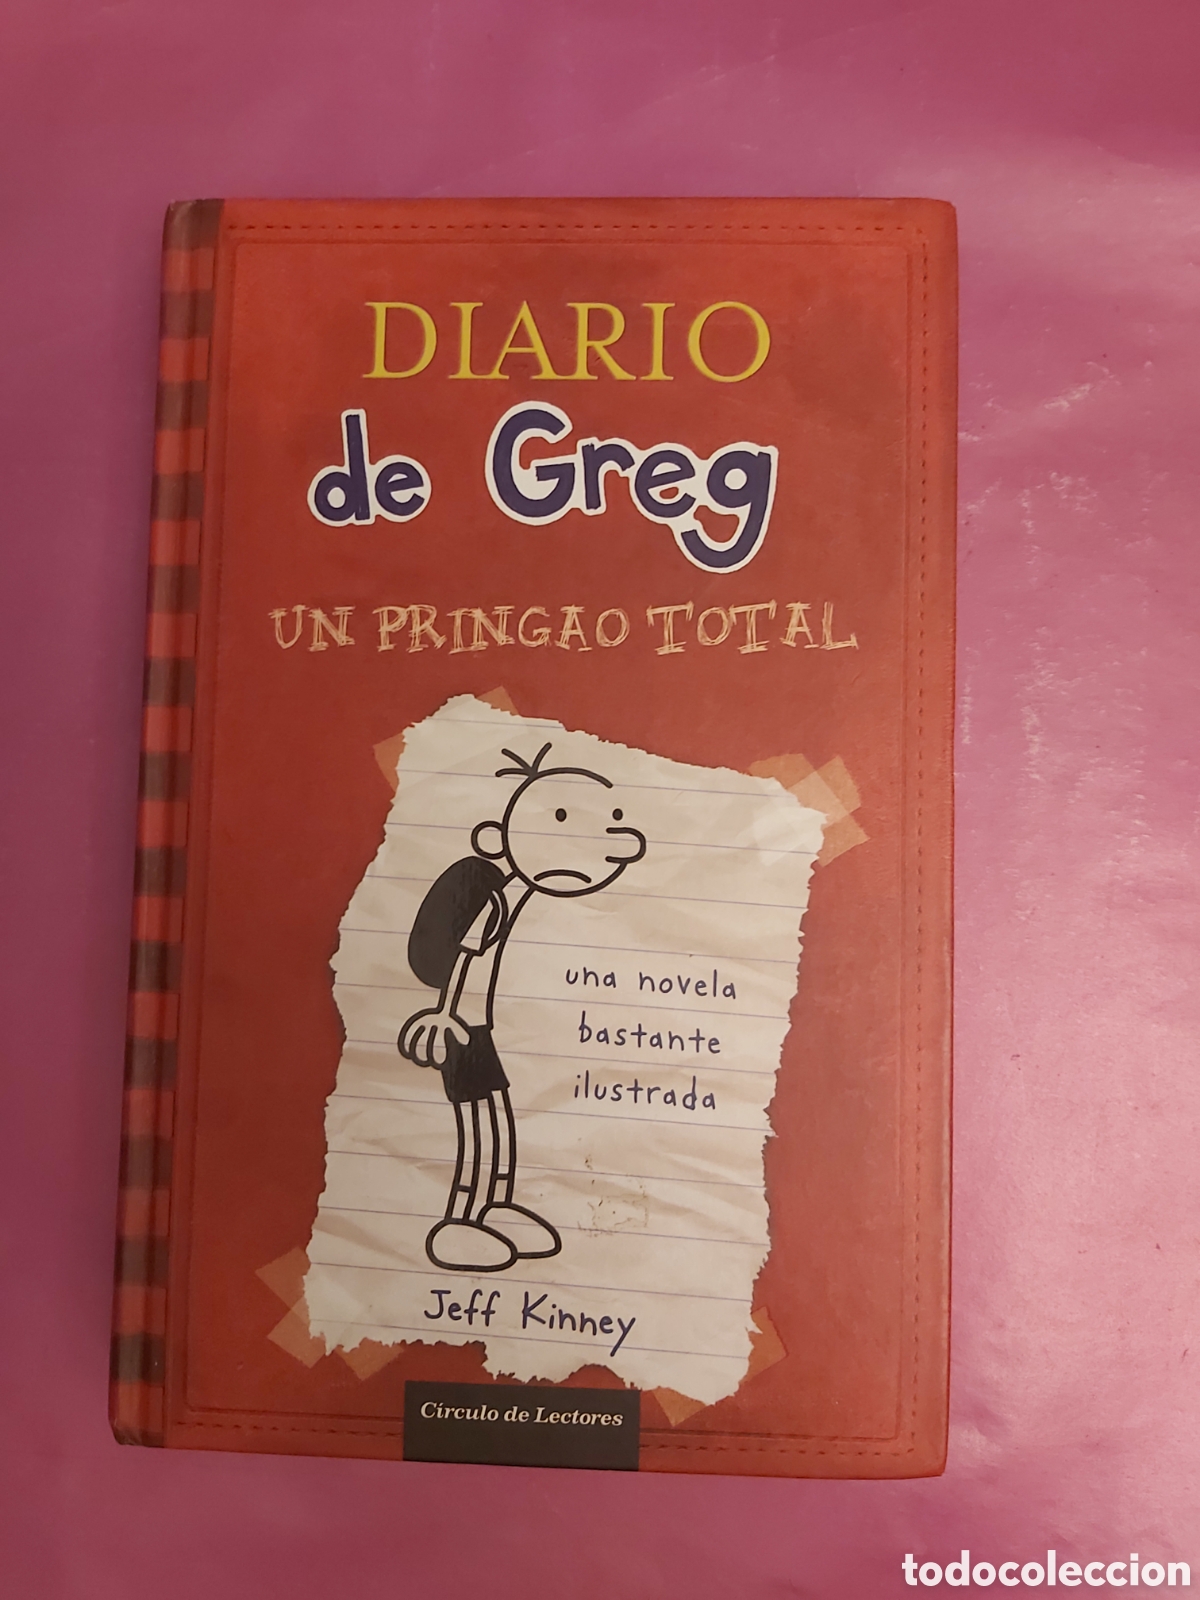 DIARIO
de Greg
UN PRINGAO TOTAL
una novela
bastante
ilustrada
Jeff Kinney
Círculo de Lectores
todocoleccion